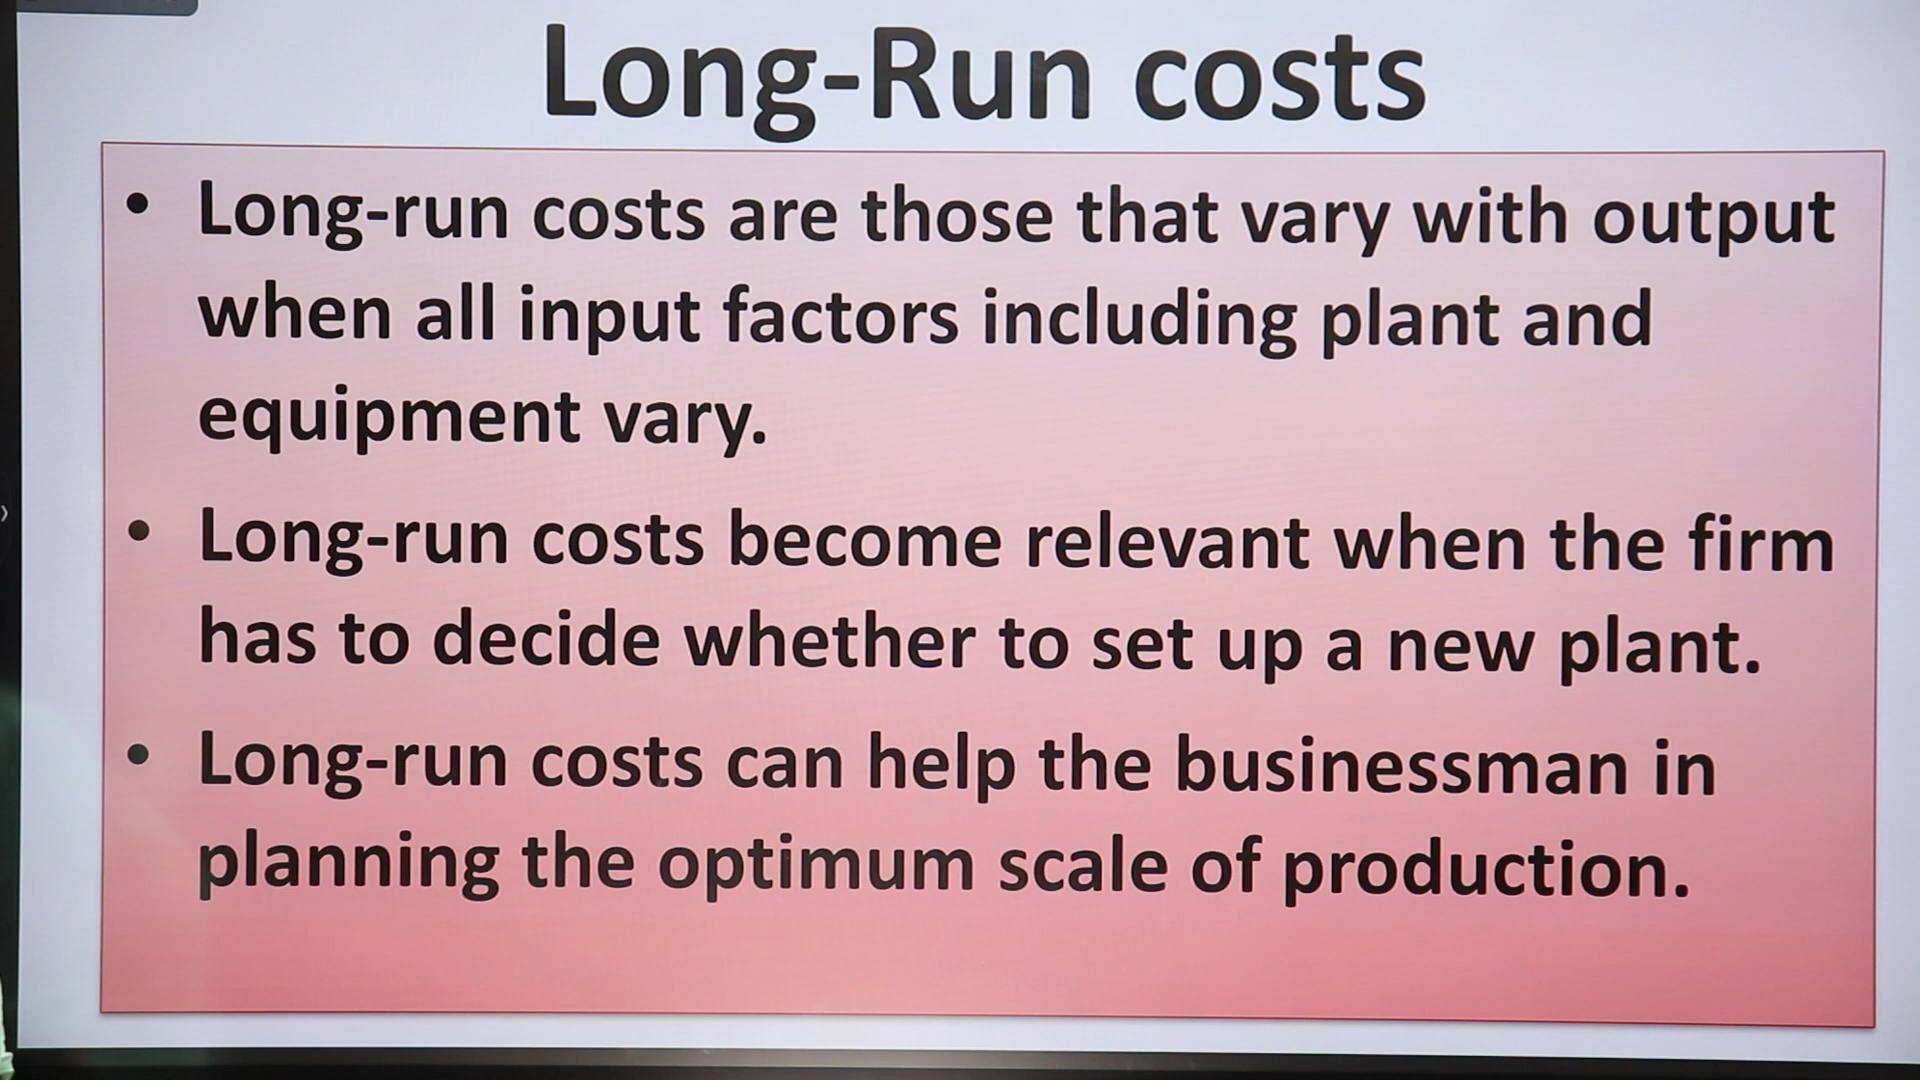 Long-Run costs
• Long-run costs are those that vary with output
when all input factors including plant and
equipment vary.
• Long-run costs become relevant when the firm
has to decide whether to set up a new plant.
• Long-run costs can help the businessman in
planning the optimum scale of production.